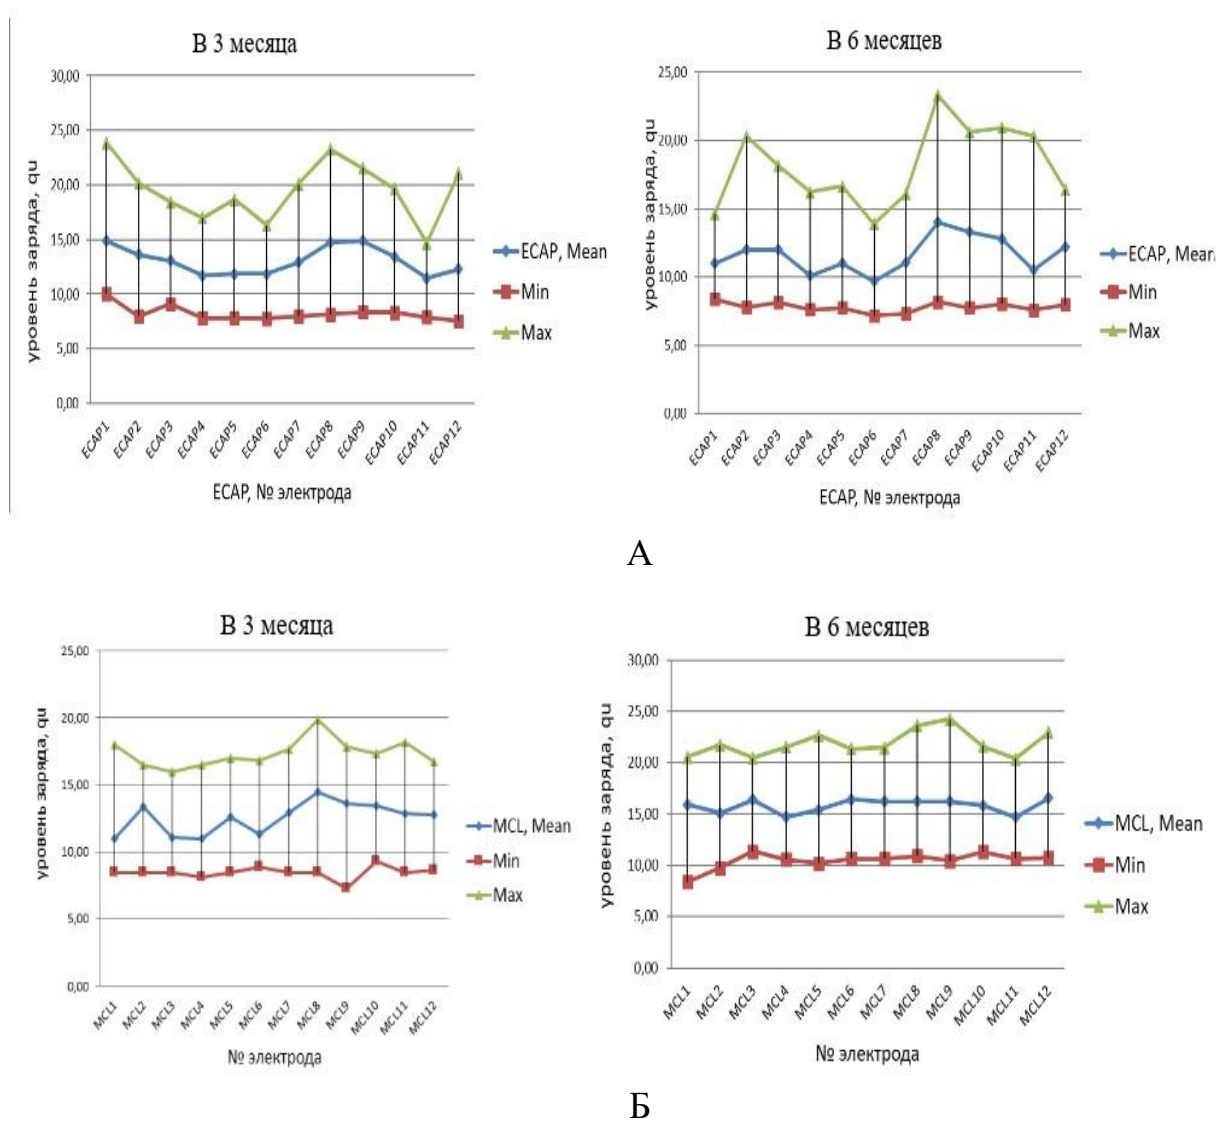 В 3 месяца
30,00
25,00
20,00
15,00
10,00
5,00
0,00
уровень заряда, qu
ECAP1
ECAP2
ECAP3
ECAP4
ECAP5
ECAP6
ECAP7
ECAP8
ECAP9
ECAP10
ECAP11
ECAP12
ECAP, № электрода
ECAP, Mean
Min
Max
В 6 месяцев
25,00
20,00
15,00
10,00
5,00
0,00
уровень заряда, qu
ECAP1
ECAP2
ECAP3
ECAP4
ECAP5
ECAP6
ECAP7
ECAP8
ECAP9
ECAP10
ECAP11
ECAP12
ECAP, № электрода
ECAP, Mean
Min
Max
А
В 3 месяца
25,00
20,00
15,00
10,00
5,00
0,00
уровень заряда, qu
MCL1
MCL2
MCL3
MCL4
MCL5
MCL6
MCL7
MCL8
MCL9
MCL10
MCL11
MCL12
№ электрода
MCL, Mean
Min
Max
В 6 месяцев
30,00
25,00
20,00
15,00
10,00
5,00
0,00
уровень заряда, qu
MCL1
MCL2
MCL3
MCL4
MCL5
MCL6
MCL7
MCL8
MCL9
MCL10
MCL11
MCL12
№ электрода
MCL, Mean
Min
Max
Б